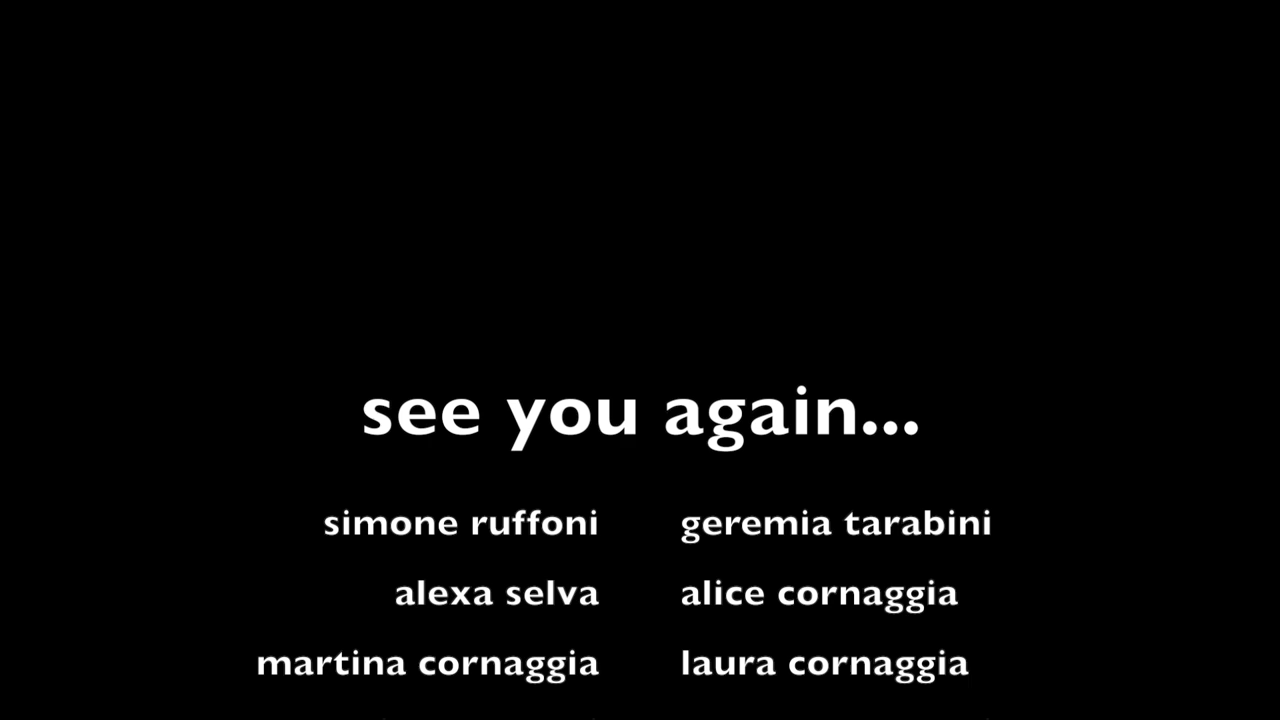 see you again...
simone ruffoni geremia tarabini
alexa selva alice cornaggia
martina cornaggia laura cornaggia